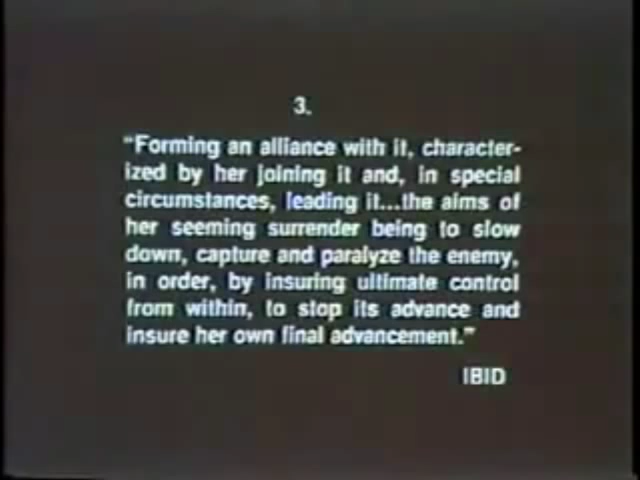 3.
"Forming an alliance with it, character-
ized by her joining it and, in special
circumstances, leading it...the aims of
her seeming surrender being to slow
down, capture and paralyze the enemy,
in order, by insuring ultimate control
from within, to stop its advance and
insure her own final advancement."
IBID